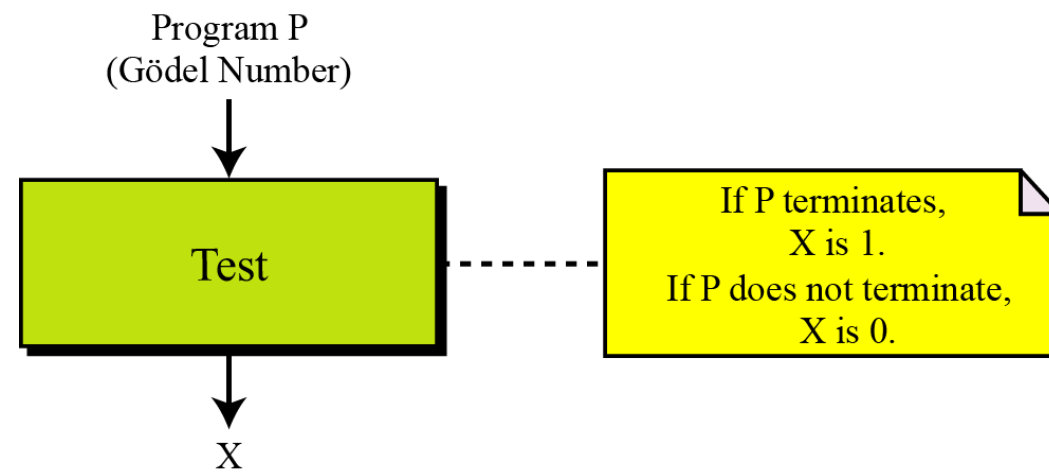 Program P
(Gödel Number)
Test
If P terminates,
X is 1.
If P does not terminate,
X is 0.
X